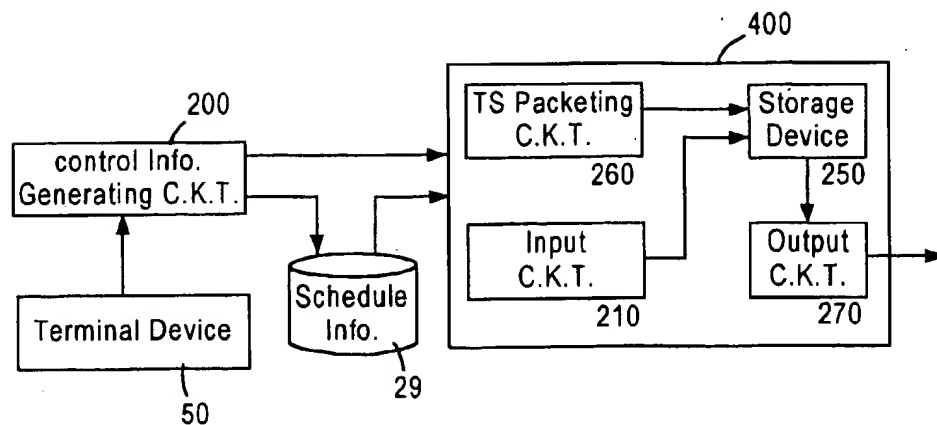 400
200
control Info.
Generating C.K.T.
TS Packeting
C.K.T.
260
Storage
Device
250
Input
C.K.T.
210
Output
C.K.T.
270
Schedule
Info.
29
Terminal Device
50